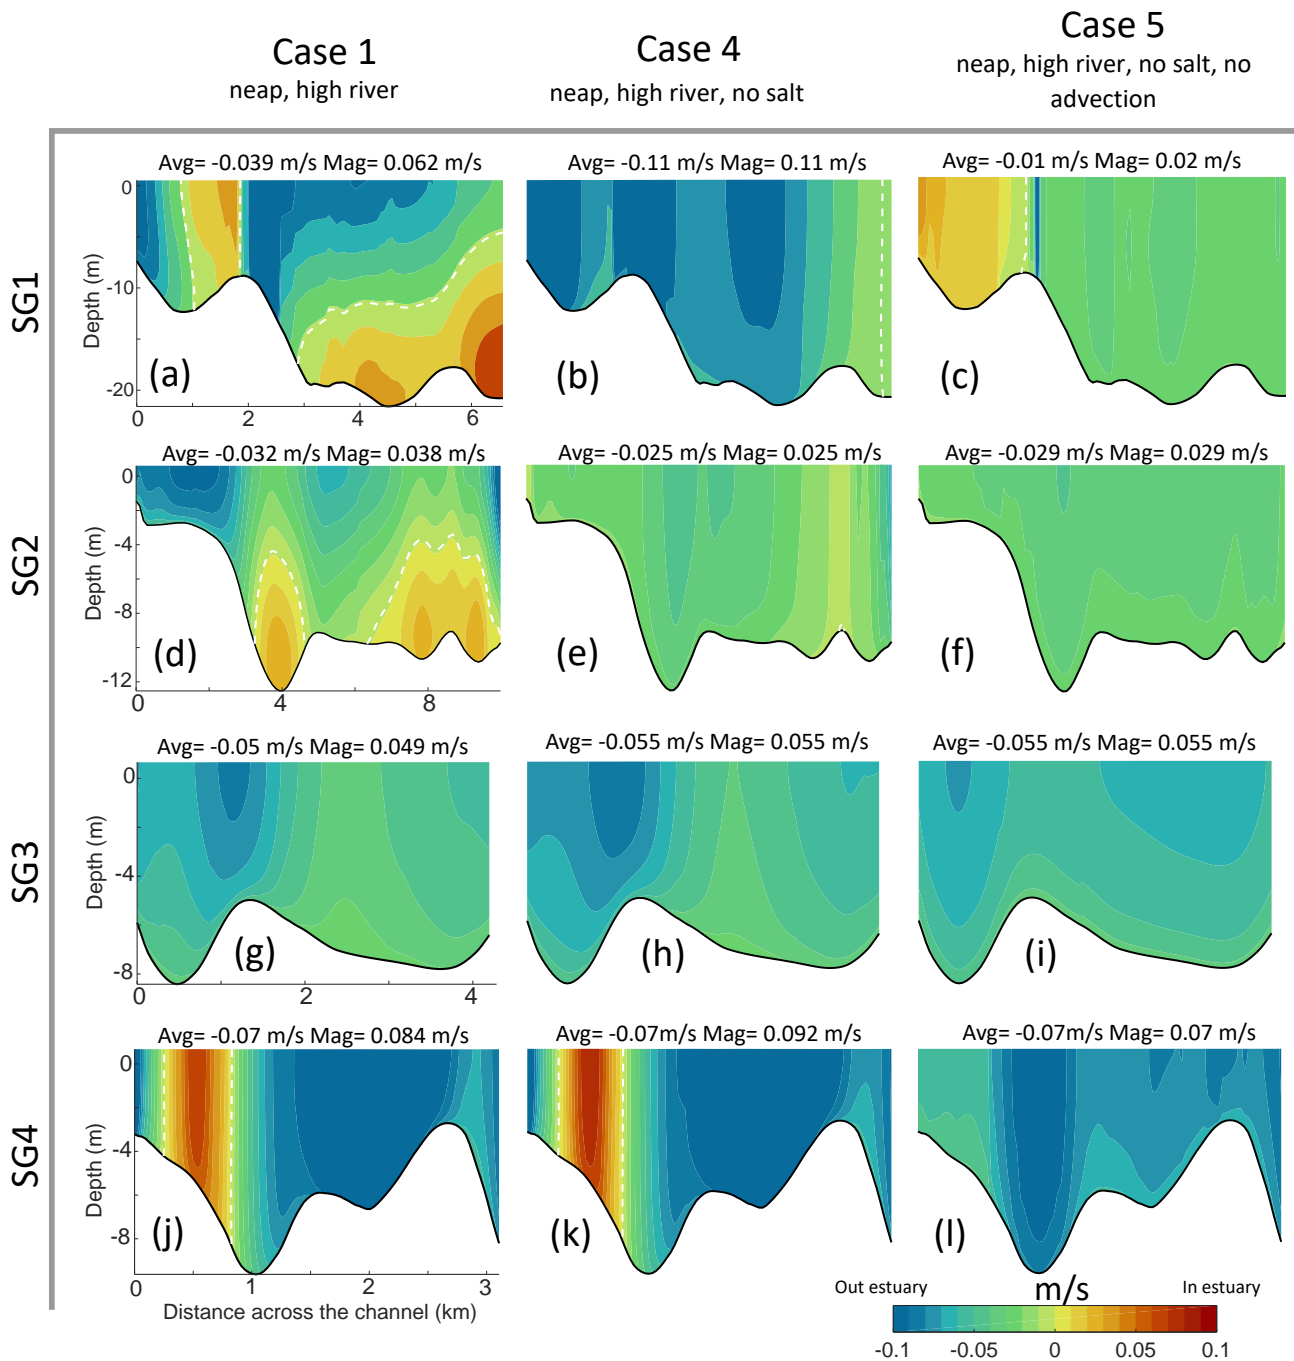 Case 1
neap, high river
Case 4
neap, high river, no salt
Case 5
neap, high river, no salt, no
advection
SG1
Avg= -0.039 m/s Mag= 0.062 m/s
Avg= -0.11 m/s Mag= 0.11 m/s
Avg= -0.01 m/s Mag= 0.02 m/s
Depth (m)
0
-10
-20
(a)
(b)
(c)
0 2 4 6
SG2
Avg= -0.032 m/s Mag= 0.038 m/s
Avg= -0.025 m/s Mag= 0.025 m/s
Avg= -0.029 m/s Mag= 0.029 m/s
Depth (m)
0
-4
-8
-12
(d)
(e)
(f)
0 4 8
SG3
Avg= -0.05 m/s Mag= 0.049 m/s
Avg= -0.055 m/s Mag= 0.055 m/s
Avg= -0.055 m/s Mag= 0.055 m/s
Depth (m)
0
-4
-8
(g)
(h)
(i)
0 2 4
SG4
Avg= -0.07 m/s Mag= 0.084 m/s
Avg= -0.07m/s Mag= 0.092 m/s
Avg= -0.07m/s Mag= 0.07 m/s
Depth (m)
0
-4
-8
(j)
(k)
(l)
0 1 2 3
Distance across the channel (km)
Out estuary m/s In estuary
-0.1 -0.05 0 0.05 0.1